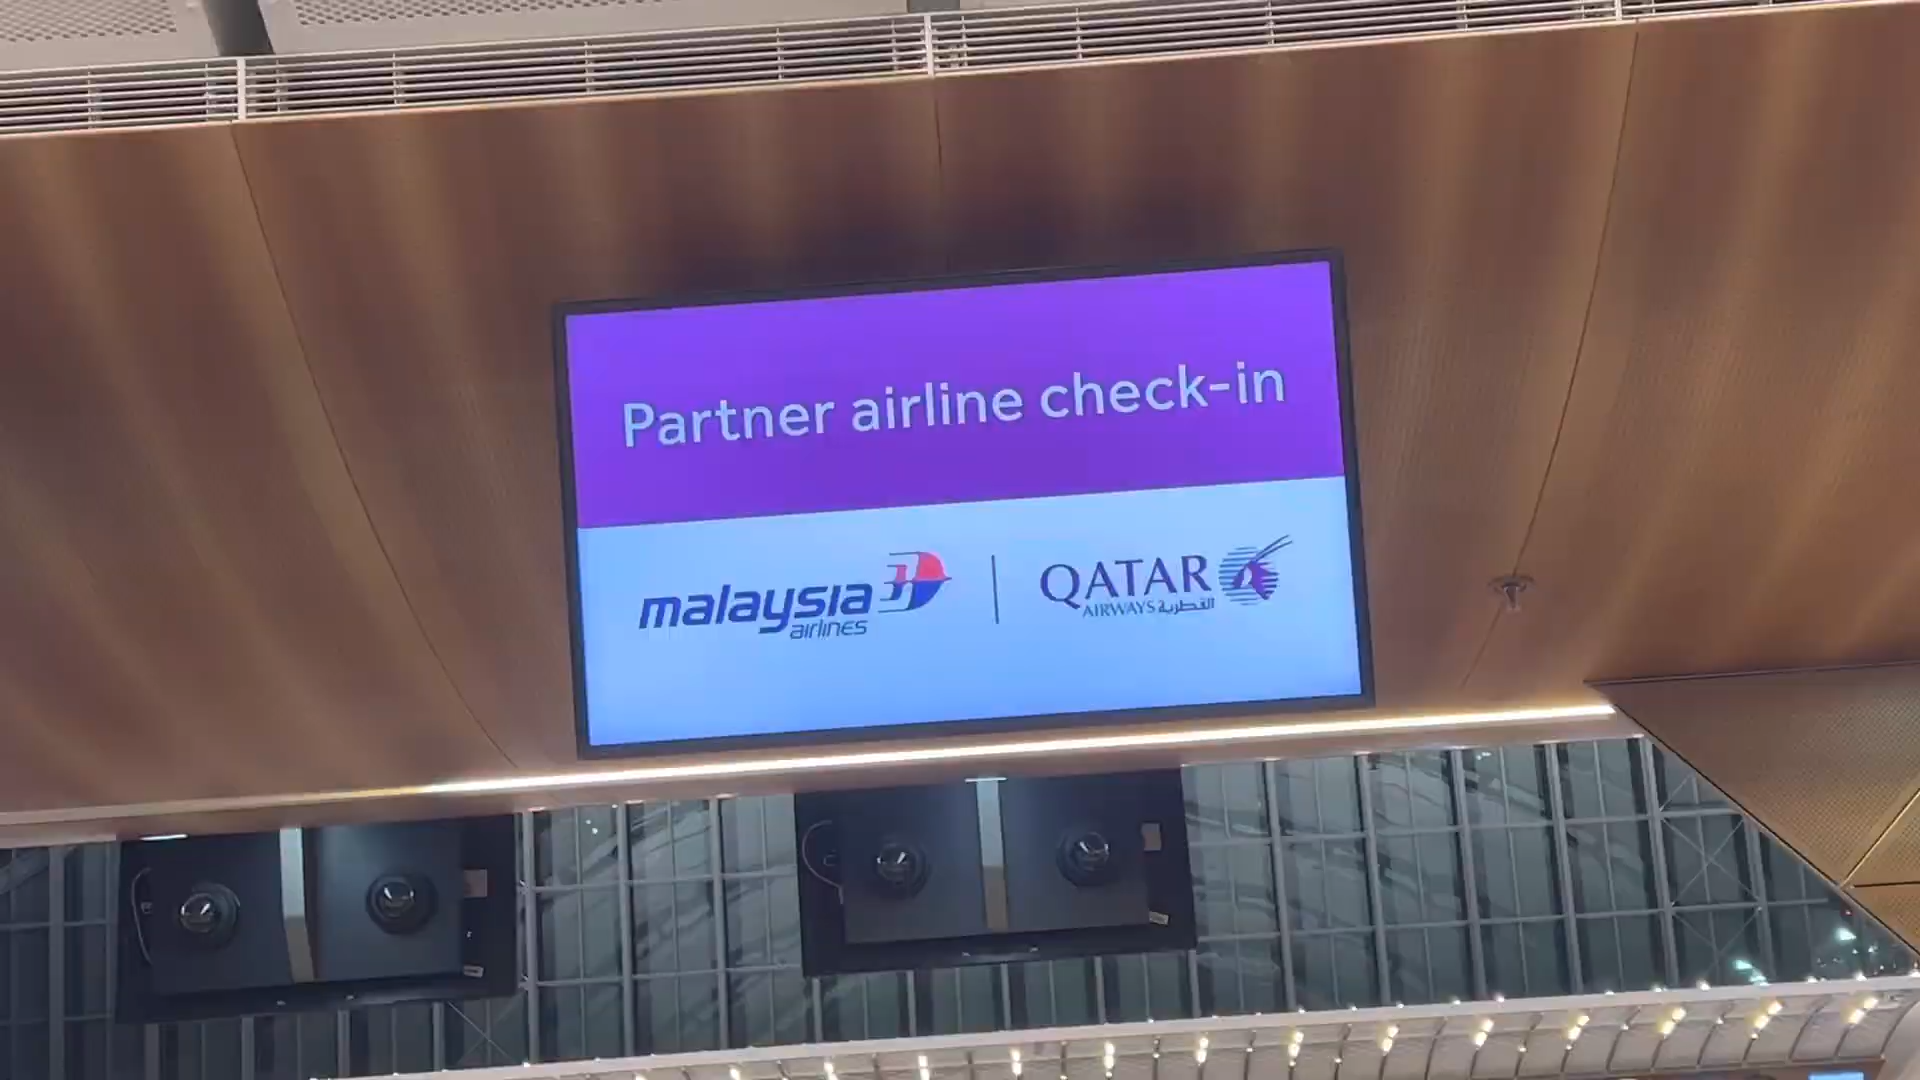 Partner airline check-in
malaysia
airlines
QATAR
AIRWAYS القطرية